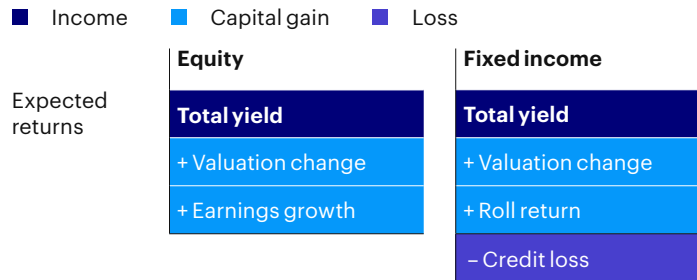 Income Capital gain Loss
Equity Fixed income
Expected
returns
Total yield Total yield
+ Valuation change + Valuation change
+ Earnings growth + Roll return
– Credit loss